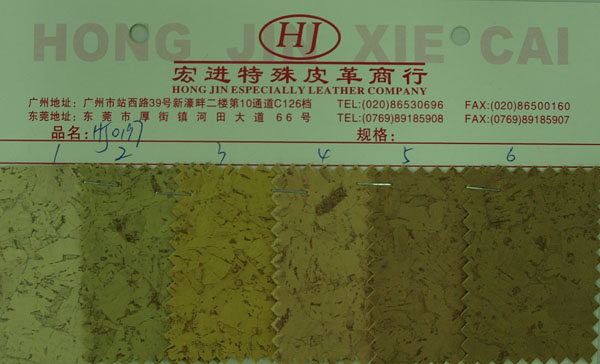 HONG JIN XIE CAI
HJ
宏进特殊皮革商行
HONG JIN ESPECIALLY LEATHER COMPANY
广州地址：广州市站西路39号新濠畔二楼第10通道C126档 TEL:(020)86530696 FAX:(020)86500160
东莞地址：东莞市厚街镇河田大道66号 TEL:(0769)89185908 FAX:(0769)89185907
品名：HJ0197 规格：
1 2 3 4 5 6